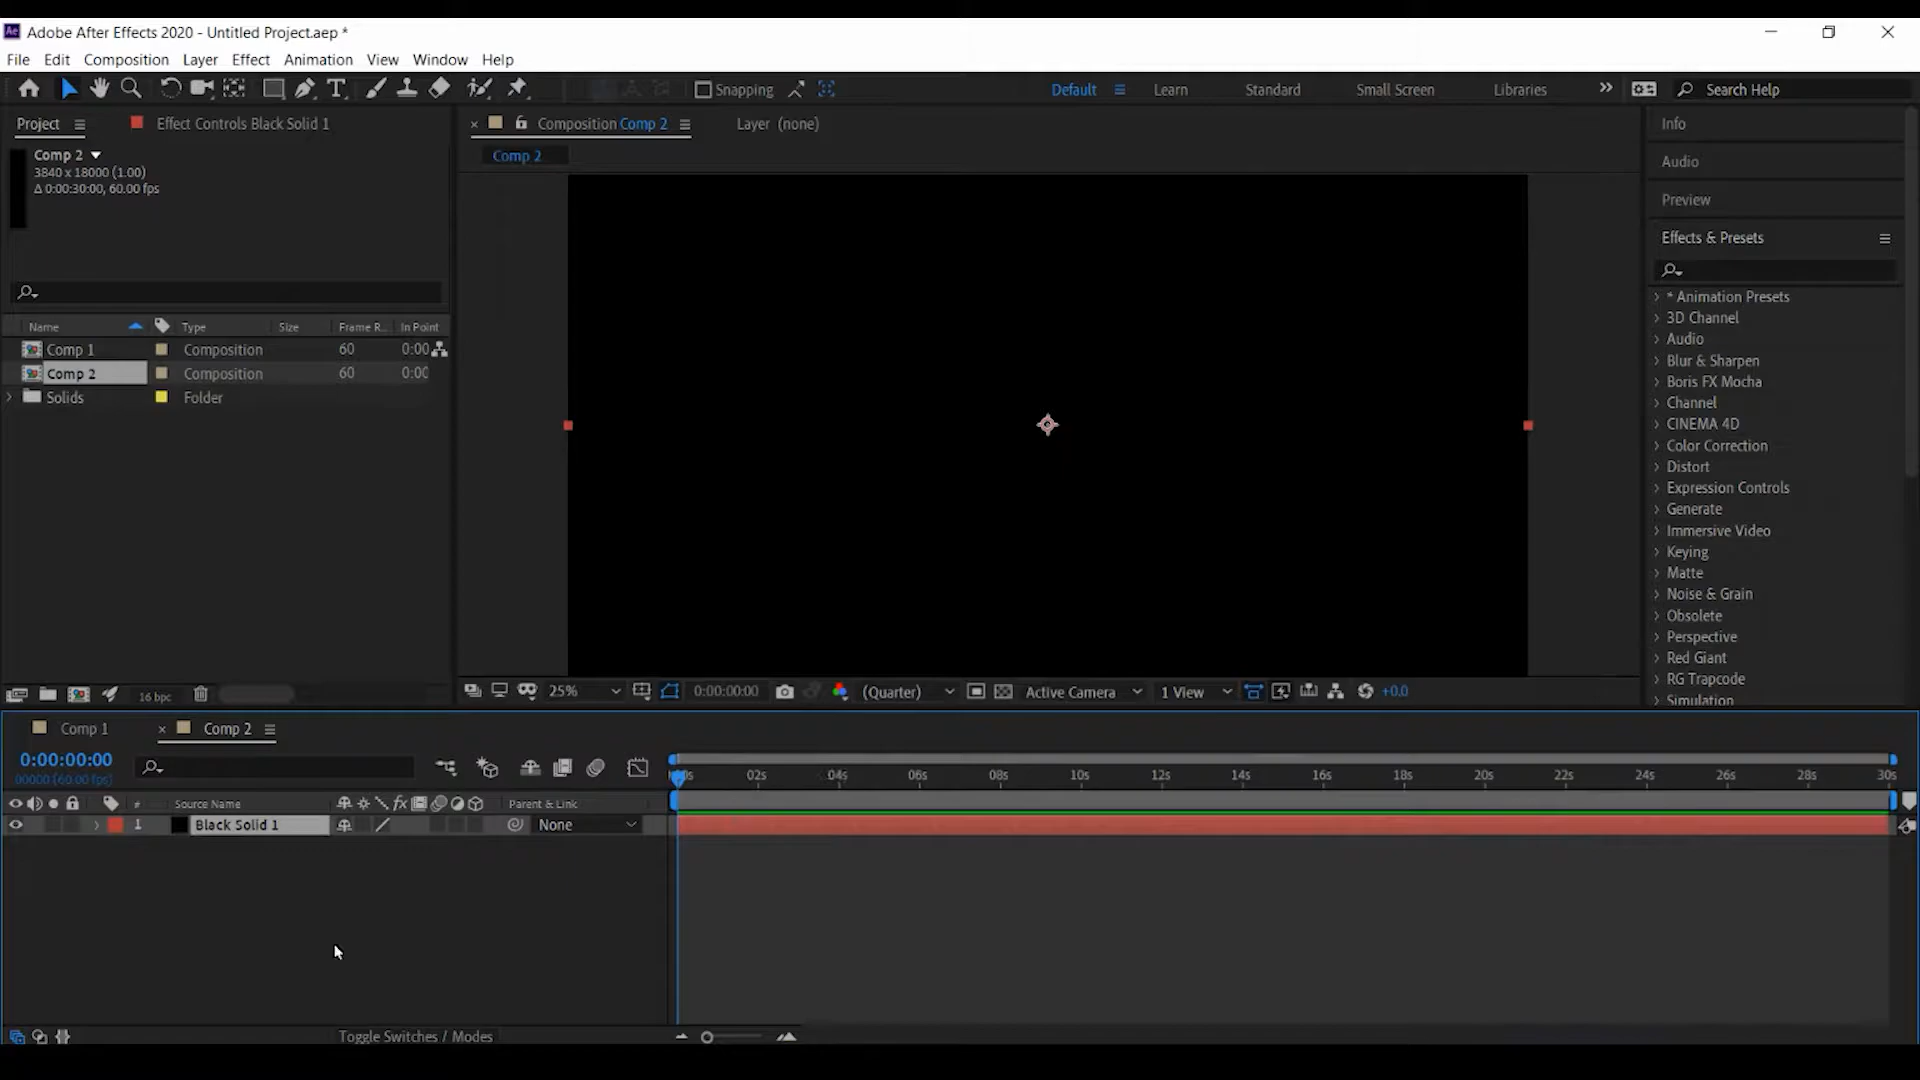 Adobe After Effects 2020 - Untitled Project.aep *
File Edit Composition Layer Effect Animation View Window Help
Snapping Default Learn Standard Small Screen Libraries Search Help
Project Effect Controls Black Solid 1 Composition Comp 2 Layer (none) Info
Comp 2
3840 x 18000 (1.00)
Δ 0:00:30:00, 60.00 fps
Comp 2
Audio
Preview
Effects & Presets
* Animation Presets
3D Channel
Audio
Blur & Sharpen
Boris FX Mocha
Channel
CINEMA 4D
Color Correction
Distort
Expression Controls
Generate
Immersive Video
Keying
Matte
Noise & Grain
Obsolete
Perspective
Red Giant
RG Trapcode
Simulation
Name Type Size Frame R... In Point
Comp 1 Composition 60 0:00
Comp 2 Composition 60 0:00
Solids Folder
16 bpc 25% 0:00:00:00 (Quarter) Active Camera 1 View +0.0
Comp 1 Comp 2
0:00:00:00
00000 (60.00 fps)
02s 04s 06s 08s 10s 12s 14s 16s 18s 20s 22s 24s 26s 28s 30s
# Source Name fx Parent & Link
1 Black Solid 1 None
Toggle Switches / Modes